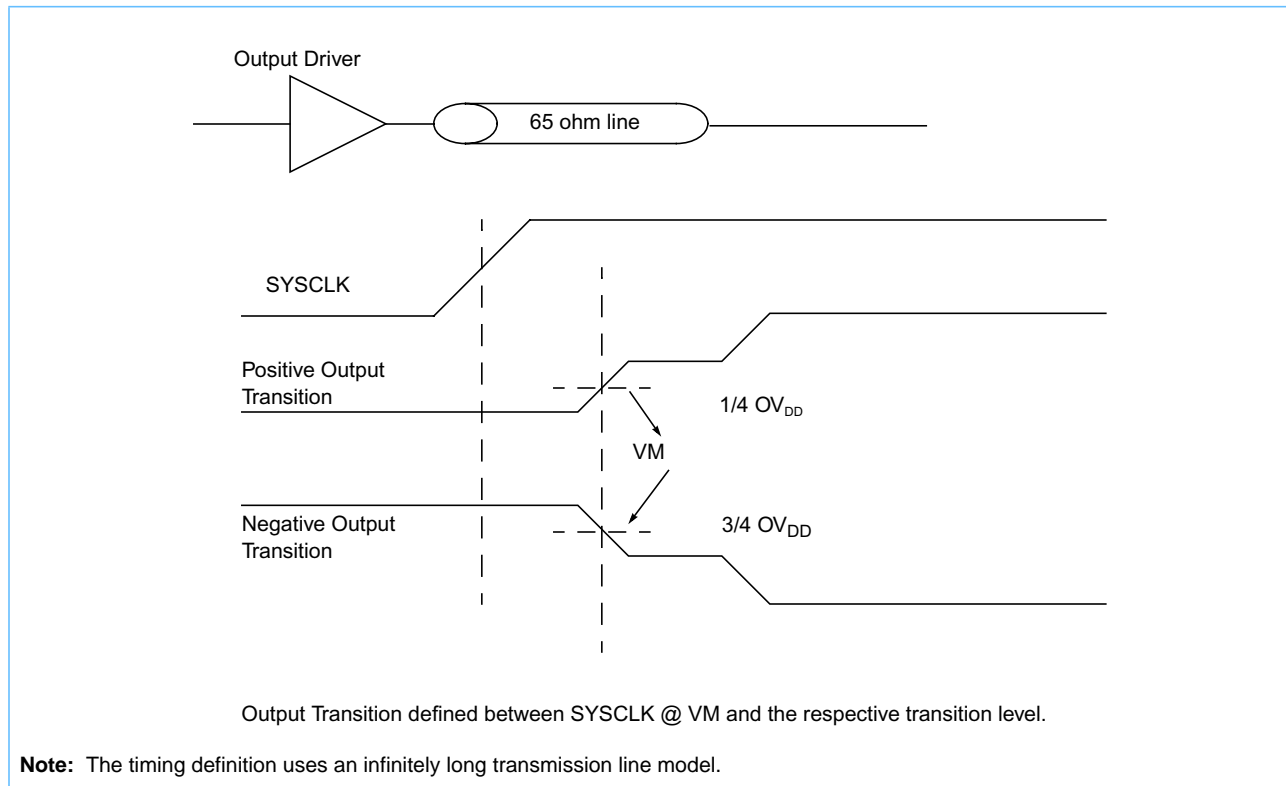 Output Driver
65 ohm line
SYSCLK
Positive Output
Transition
1/4 OV_DD
VM
Negative Output
Transition
3/4 OV_DD
Output Transition defined between SYSCLK @ VM and the respective transition level.
Note: The timing definition uses an infinitely long transmission line model.